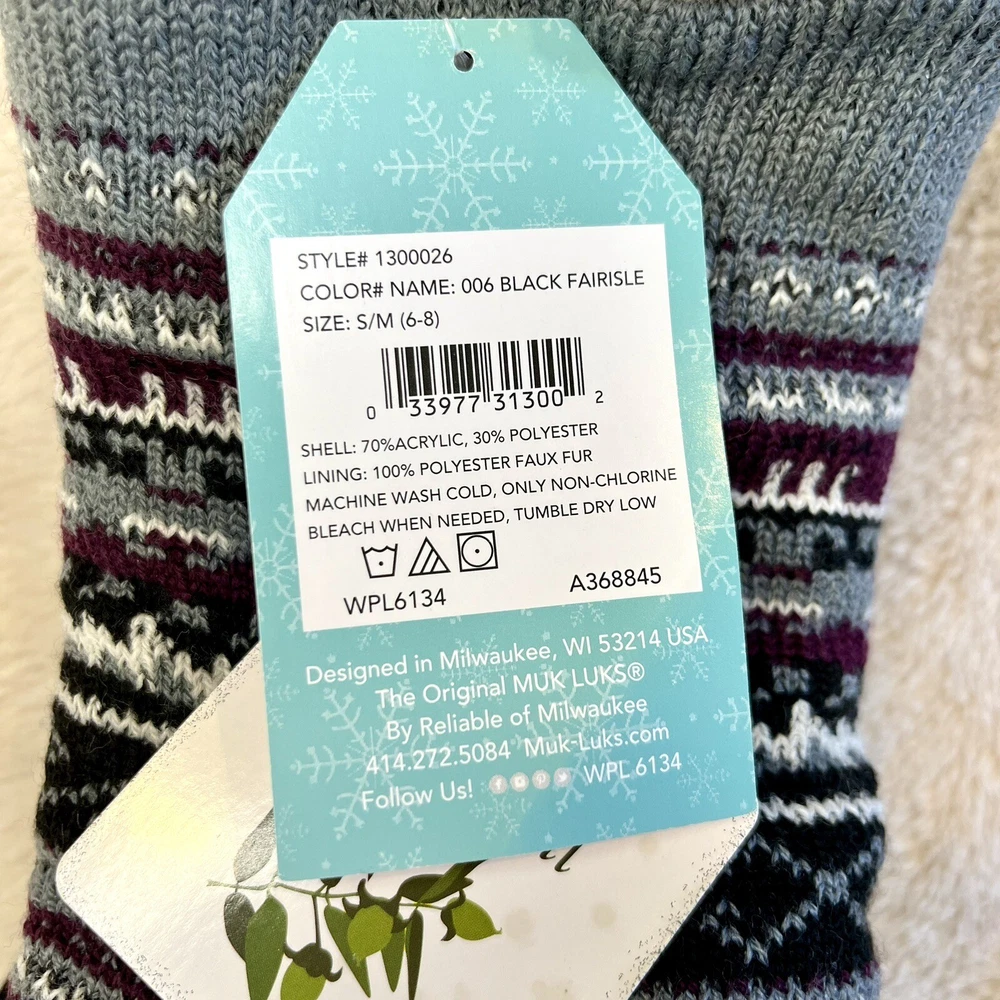 STYLE# 1300026
COLOR# NAME: 006 BLACK FAIRISLE
SIZE: S/M (6-8)
0 33977 31300 2
SHELL: 70%ACRYLIC, 30% POLYESTER
LINING: 100% POLYESTER FAUX FUR
MACHINE WASH COLD, ONLY NON-CHLORINE
BLEACH WHEN NEEDED, TUMBLE DRY LOW
WPL6134 A368845
Designed in Milwaukee, WI 53214 USA
The Original MUK LUKS®
By Reliable of Milwaukee
414.272.5084 Muk-Luks.com
Follow Us! WPL 6134